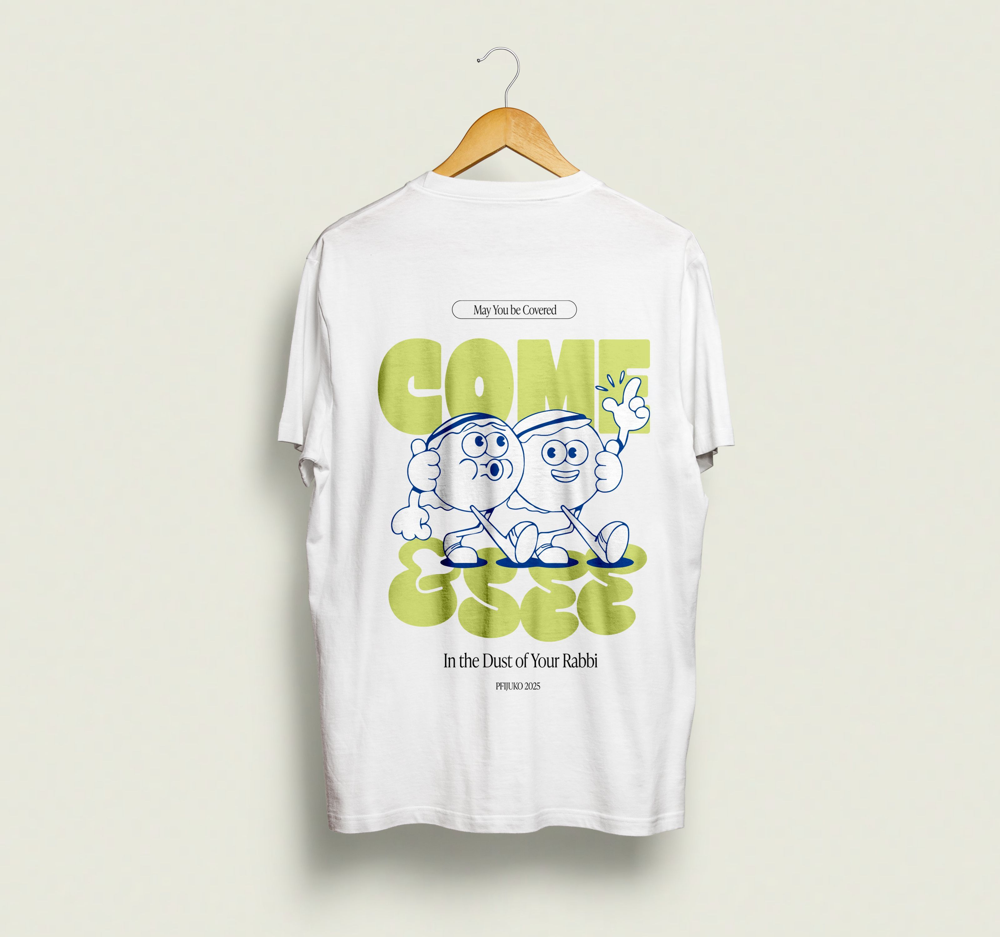 May You be Covered
COME
& SEE
In the Dust of Your Rabbi
PFIJUKO 2025